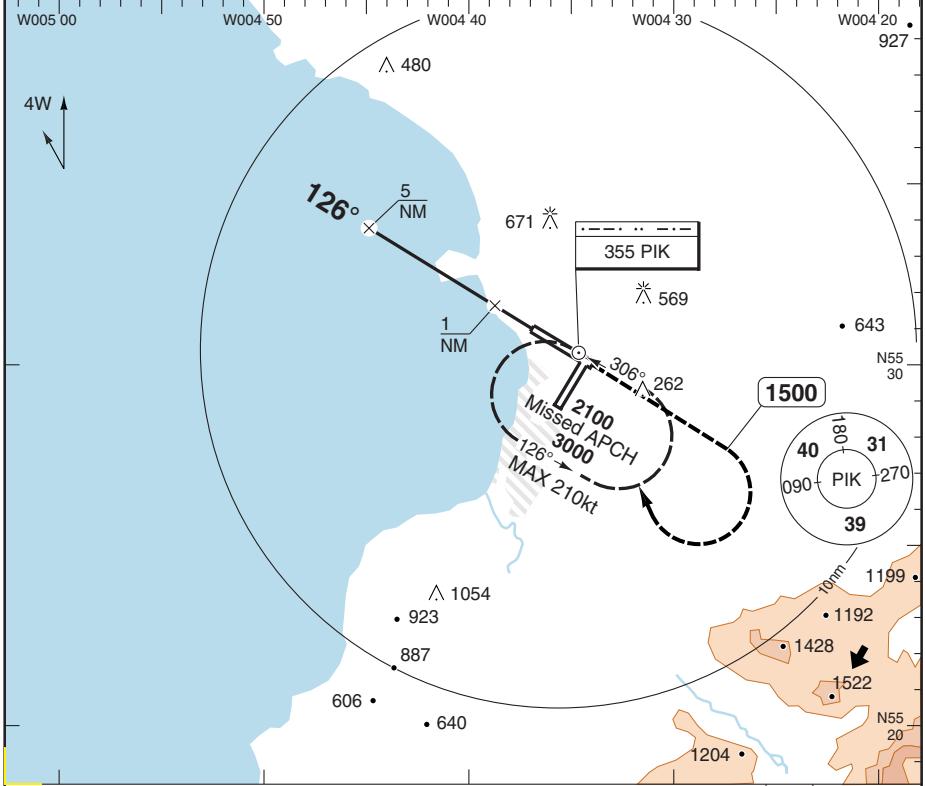 W005 00
W004 50
W004 40
W004 30
W004 20
927
480
4W
126°
5
NM
671
355 PIK
569
1
NM
643
N55
30
306°
262
1500
2100
Missed APCH
3000
126°
MAX 210kt
180
40
31
090
PIK
270
39
10nm
1199
1054
923
1192
1428
887
1522
606
640
N55
20
1204